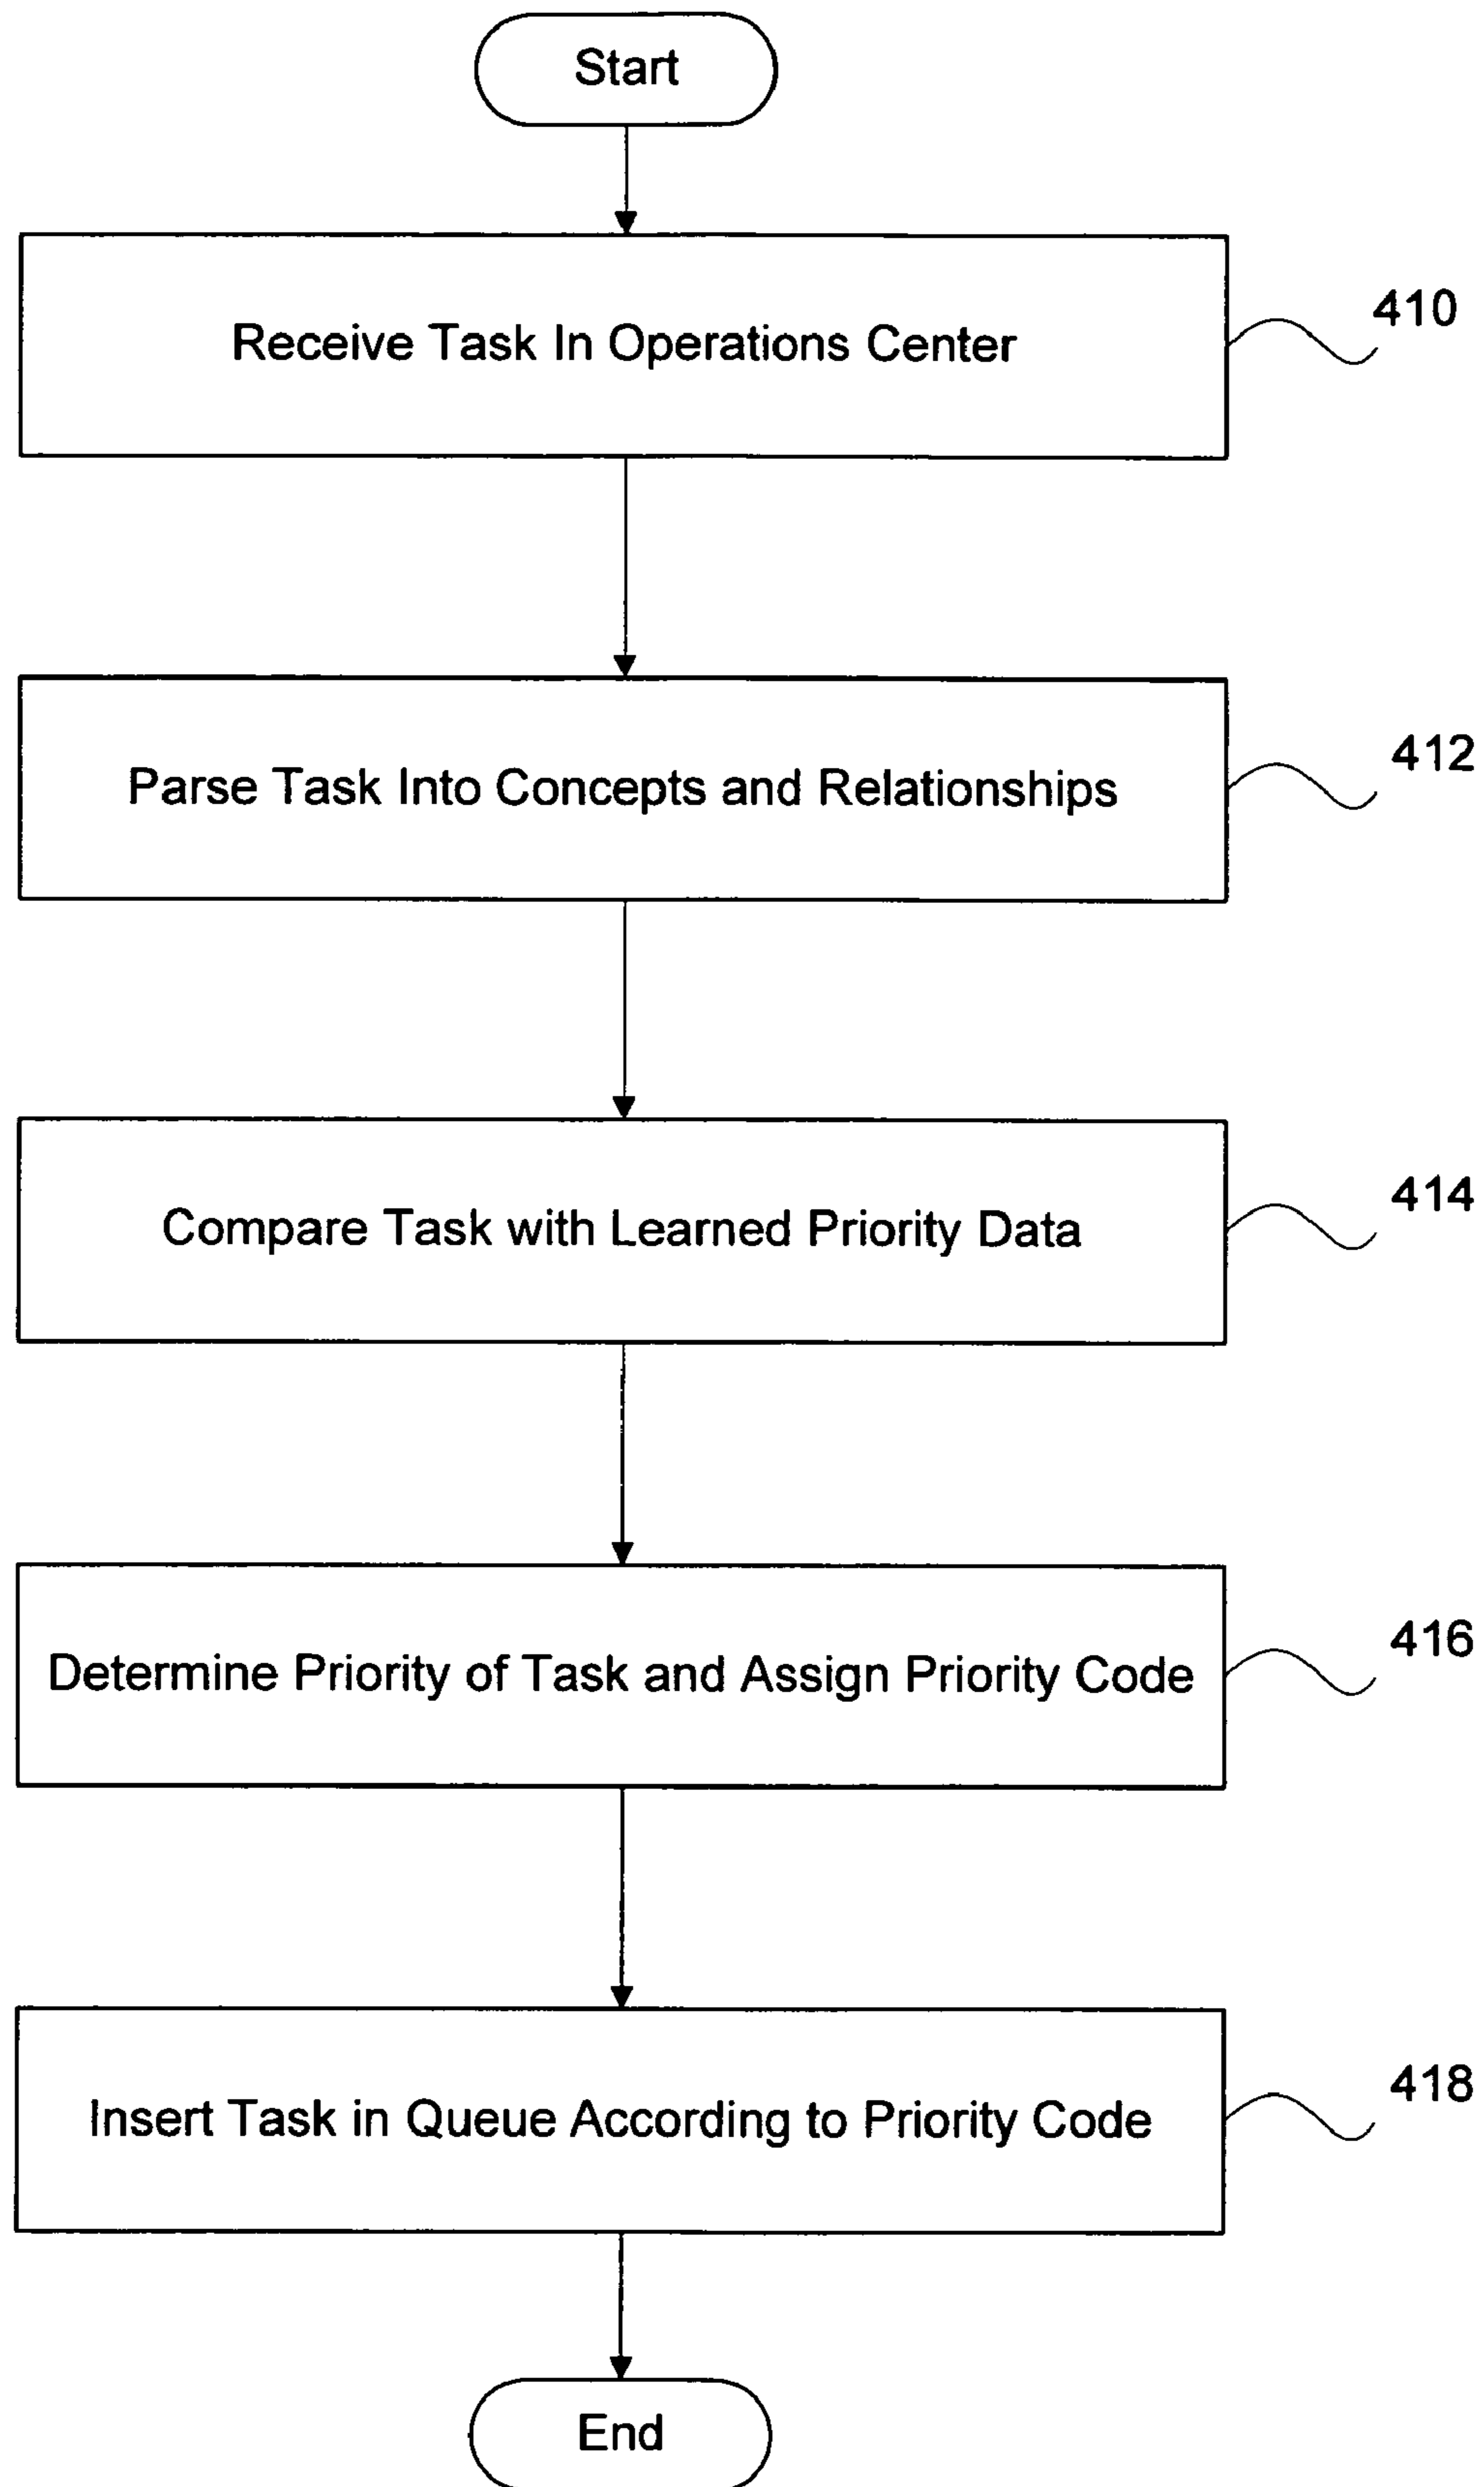 Start
Receive Task In Operations Center
410
Parse Task Into Concepts and Relationships
412
Compare Task with Learned Priority Data
414
Determine Priority of Task and Assign Priority Code
416
Insert Task in Queue According to Priority Code
418
End